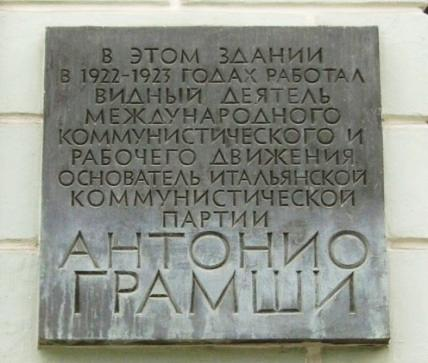 В ЭТОМ ЗДАНИИ
В 1922-1923 ГОДАХ РАБОТАЛ
ВИДНЫЙ ДЕЯТЕЛЬ
МЕЖДУНАРОДНОГО
КОММУНИСТИЧЕСКОГО И
РАБОЧЕГО ДВИЖЕНИЯ
ОСНОВАТЕЛЬ ИТАЛЬЯНСКОЙ
КОММУНИСТИЧЕСКОЙ
ПАРТИИ
АНТОНИО
ГРАМШИ